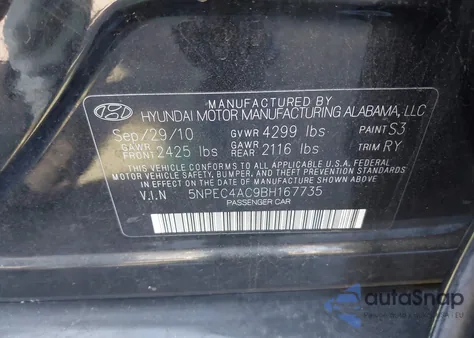 MANUFACTURED BY
HYUNDAI MOTOR MANUFACTURING ALABAMA, LLC
Sep/29/10 GVWR 4299 lbs PAINT S3
GAWR FRONT 2425 lbs GAWR REAR 2116 lbs TRIM RY
THIS VEHICLE CONFORMS TO ALL APPLICABLE U.S.A. FEDERAL
MOTOR VEHICLE SAFETY, BUMPER, AND THEFT PREVENTION
STANDARDS IN EFFECT ON THE DATE OF MANUFACTURE SHOWN ABOVE.
V.I.N 5NPEC4AC9BH167735
PASSENGER CAR
autaSnap